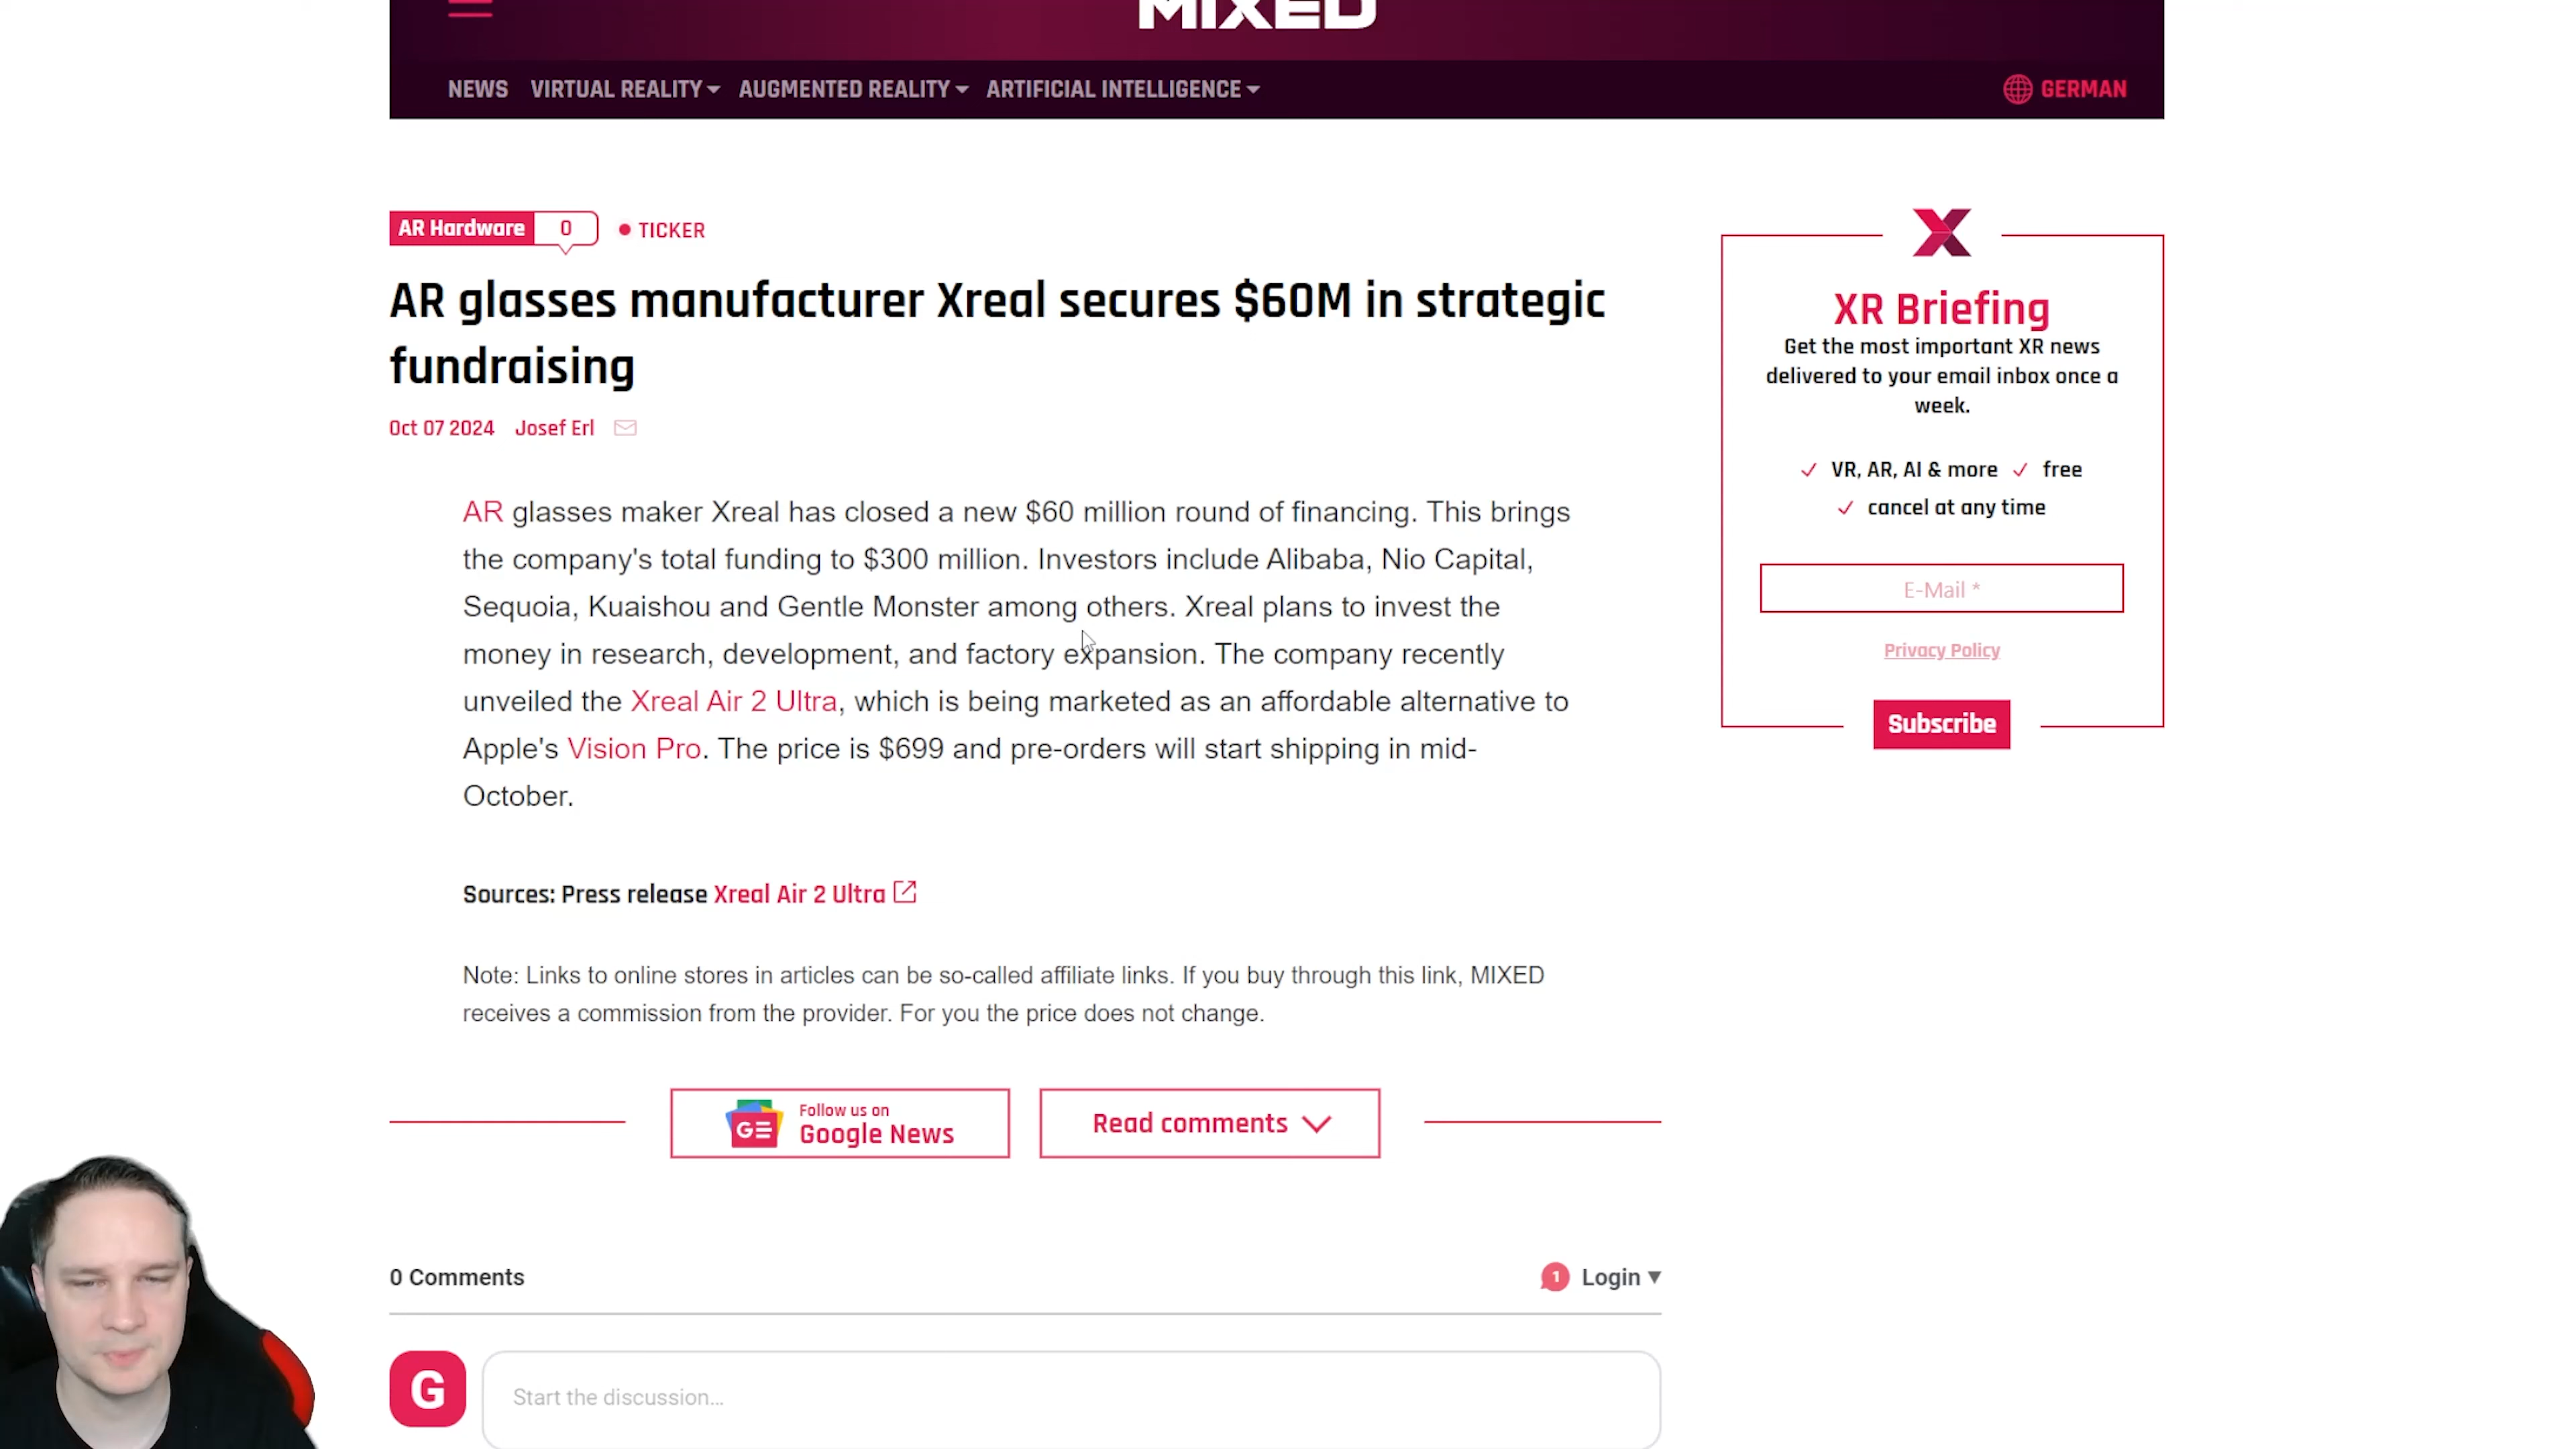 MIXED
NEWS VIRTUAL REALITY AUGMENTED REALITY ARTIFICIAL INTELLIGENCE GERMAN
AR Hardware 0 TICKER
AR glasses manufacturer Xreal secures $60M in strategic
fundraising
Oct 07 2024 Josef Erl
AR glasses maker Xreal has closed a new $60 million round of financing. This brings
the company's total funding to $300 million. Investors include Alibaba, Nio Capital,
Sequoia, Kuaishou and Gentle Monster among others. Xreal plans to invest the
money in research, development, and factory expansion. The company recently
unveiled the Xreal Air 2 Ultra, which is being marketed as an affordable alternative to
Apple's Vision Pro. The price is $699 and pre-orders will start shipping in mid-
October.
Sources: Press release Xreal Air 2 Ultra
Note: Links to online stores in articles can be so-called affiliate links. If you buy through this link, MIXED
receives a commission from the provider. For you the price does not change.
Follow us on
Google News
Read comments
0 Comments
1 Login
G
Start the discussion...
X
XR Briefing
Get the most important XR news
delivered to your email inbox once a
week.
VR, AR, AI & more free
cancel at any time
E-Mail *
Privacy Policy
Subscribe